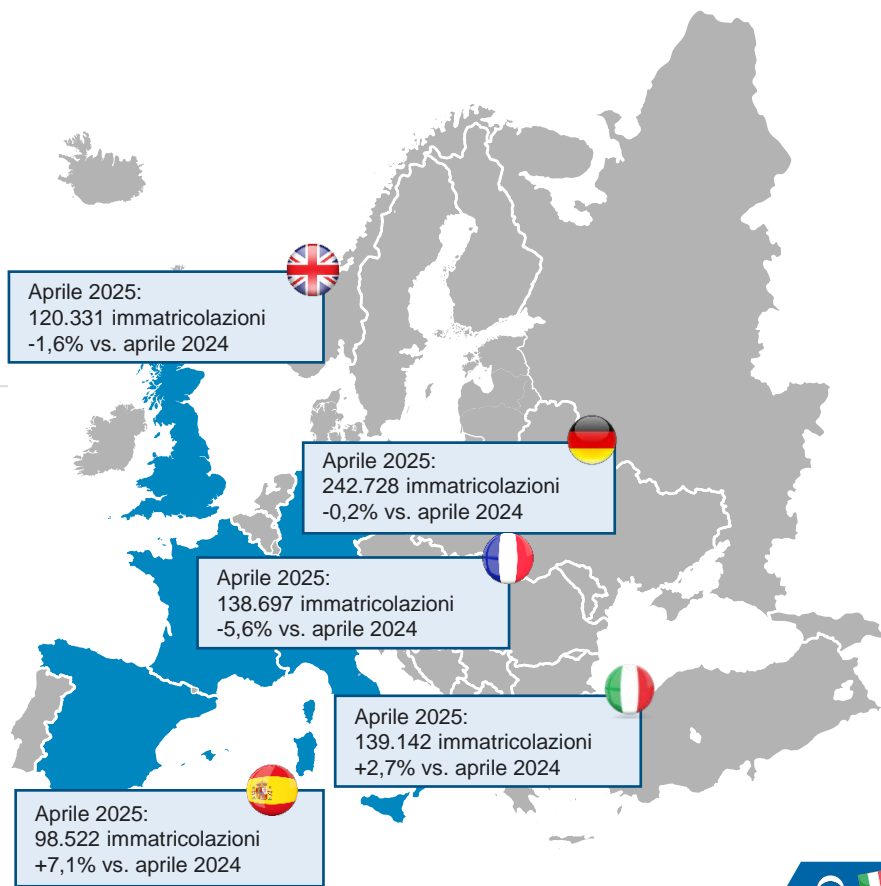 Aprile 2025:
120.331 immatricolazioni
-1,6% vs. aprile 2024
Aprile 2025:
242.728 immatricolazioni
-0,2% vs. aprile 2024
Aprile 2025:
138.697 immatricolazioni
-5,6% vs. aprile 2024
Aprile 2025:
139.142 immatricolazioni
+2,7% vs. aprile 2024
Aprile 2025:
98.522 immatricolazioni
+7,1% vs. aprile 2024